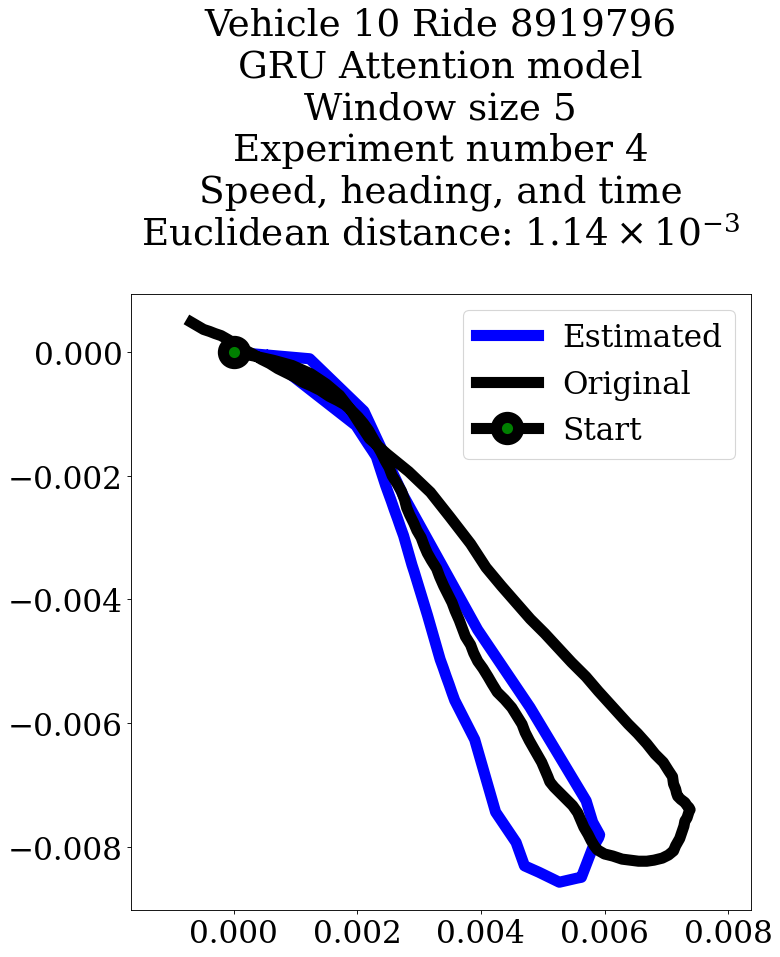 Vehicle 10 Ride 8919796
GRU Attention model
Window size 5
Experiment number 4
Speed, heading, and time
Euclidean distance: 1.14 × 10⁻³
Estimated
Original
Start
0.000
−0.002
−0.004
−0.006
−0.008
0.000 0.002 0.004 0.006 0.008